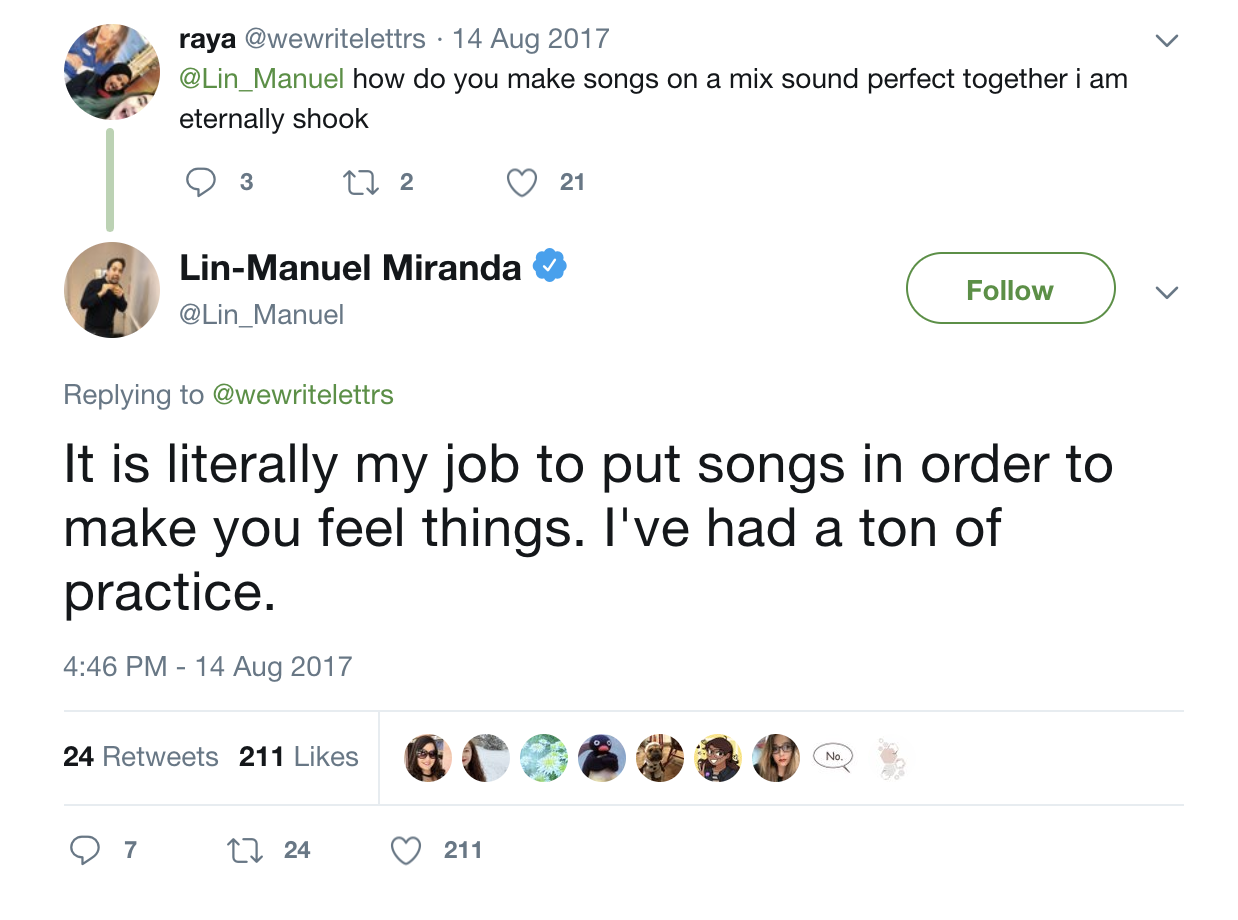 raya @wewritelettrs · 14 Aug 2017
@Lin_Manuel how do you make songs on a mix sound perfect together i am
eternally shook
3 2 21
Lin-Manuel Miranda
@Lin_Manuel
Follow
Replying to @wewritelettrs
It is literally my job to put songs in order to
make you feel things. I've had a ton of
practice.
4:46 PM - 14 Aug 2017
24 Retweets 211 Likes
No.
7 24 211